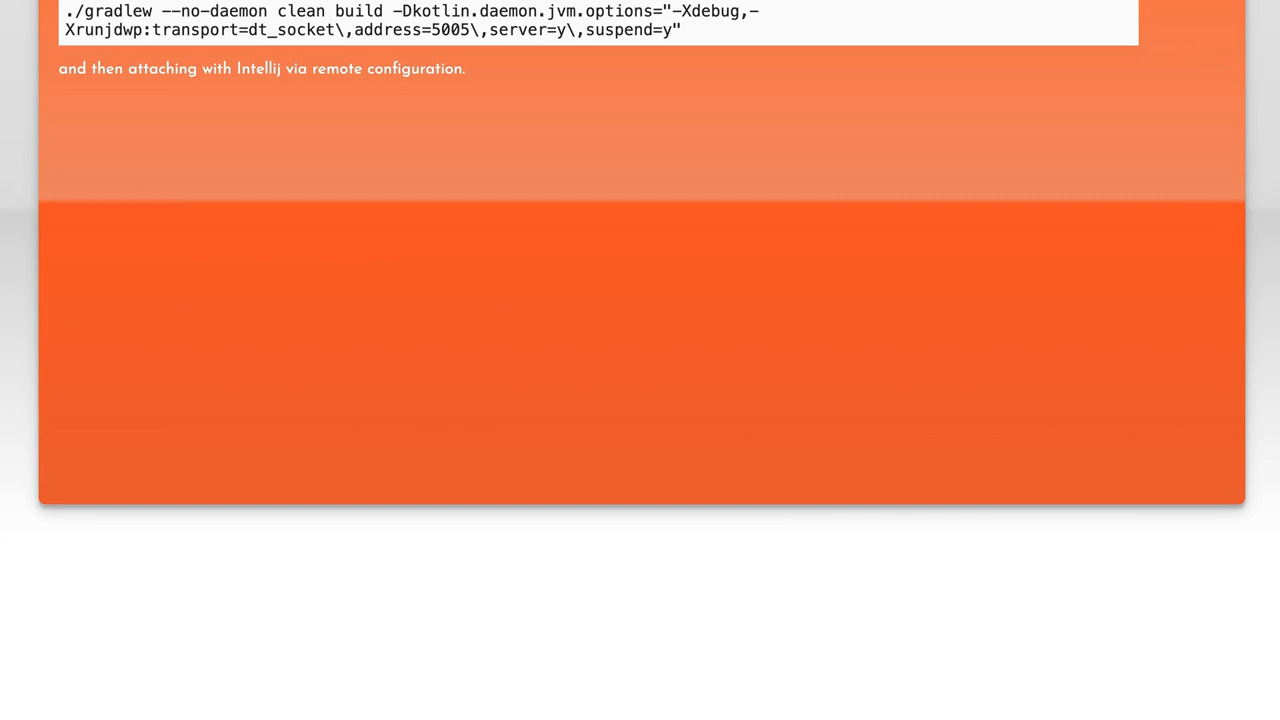 ./gradlew --no-daemon clean build -Dkotlin.daemon.jvm.options="-Xdebug,-
Xrunjdwp:transport=dt_socket\,address=5005\,server=y\,suspend=y"
and then attaching with Intellij via remote configuration.